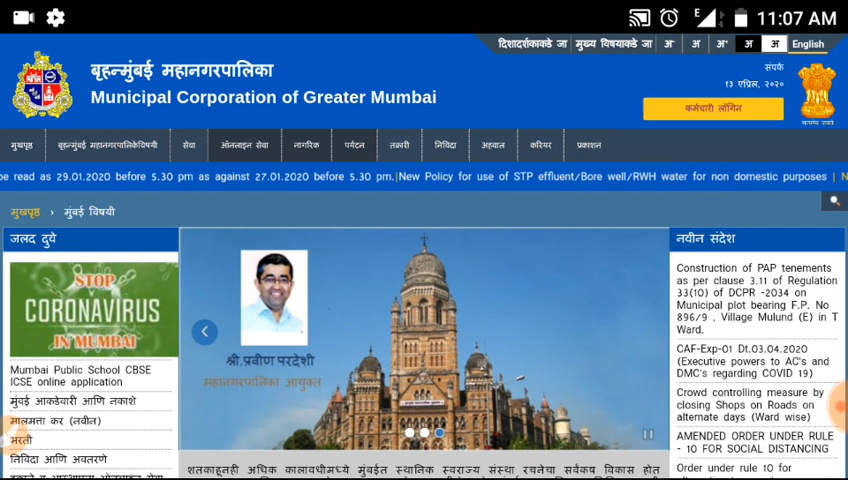 E
11:07 AM
दिशादर्शकाकडे जा
मुख्य विषयाकडे जा
अ-
अ
अ+
अ
अ
English
बृहन्मुंबई महानगरपालिका
Municipal Corporation of Greater Mumbai
संपर्क
१३ एप्रिल, २०२०
कर्मचारी लॉगिन
सत्यमेव जयते
मुखपृष्ठ
बृहन्मुंबई महानगरपालिकेविषयी
सेवा
ऑनलाइन सेवा
नागरिक
पर्यटन
तक्रारी
निविदा
अहवाल
करियर
प्रकाशन
be read as 29.01.2020 before 5.30 pm as against 27.01.2020 before 5.30 pm.|New Policy for use of STP effluent/Bore well/RWH water for non domestic purposes | N
मुखपृष्ठ › मुंबई विषयी
जलद दुवे
STOP
CORONAVIRUS
IN MUMBAI
Mumbai Public School CBSE
ICSE online application
मुंबई आकडेवारी आणि नकाशे
मालमत्ता कर (नवीन)
भरती
निविदा आणि अवतरणे
श्री.प्रवीण परदेशी
महानगरपालिका आयुक्त
शतकाहूनही अधिक कालावधीमध्ये मुंबईत स्थानिक स्वराज्य संस्था रचनेचा सर्वंकष विकास होत
नवीन संदेश
Construction of PAP tenements
as per clause 3.11 of Regulation
33(10) of DCPR -2034 on
Municipal plot bearing F.P. No
896/9 , Village Mulund (E) in T
Ward.
CAF-Exp-01 Dt.03.04.2020
(Executive powers to AC's and
DMC's regarding COVID 19)
Crowd controlling measure by
closing Shops on Roads on
alternate days (Ward wise)
AMENDED ORDER UNDER RULE
- 10 FOR SOCIAL DISTANCING
Order under rule 10 for